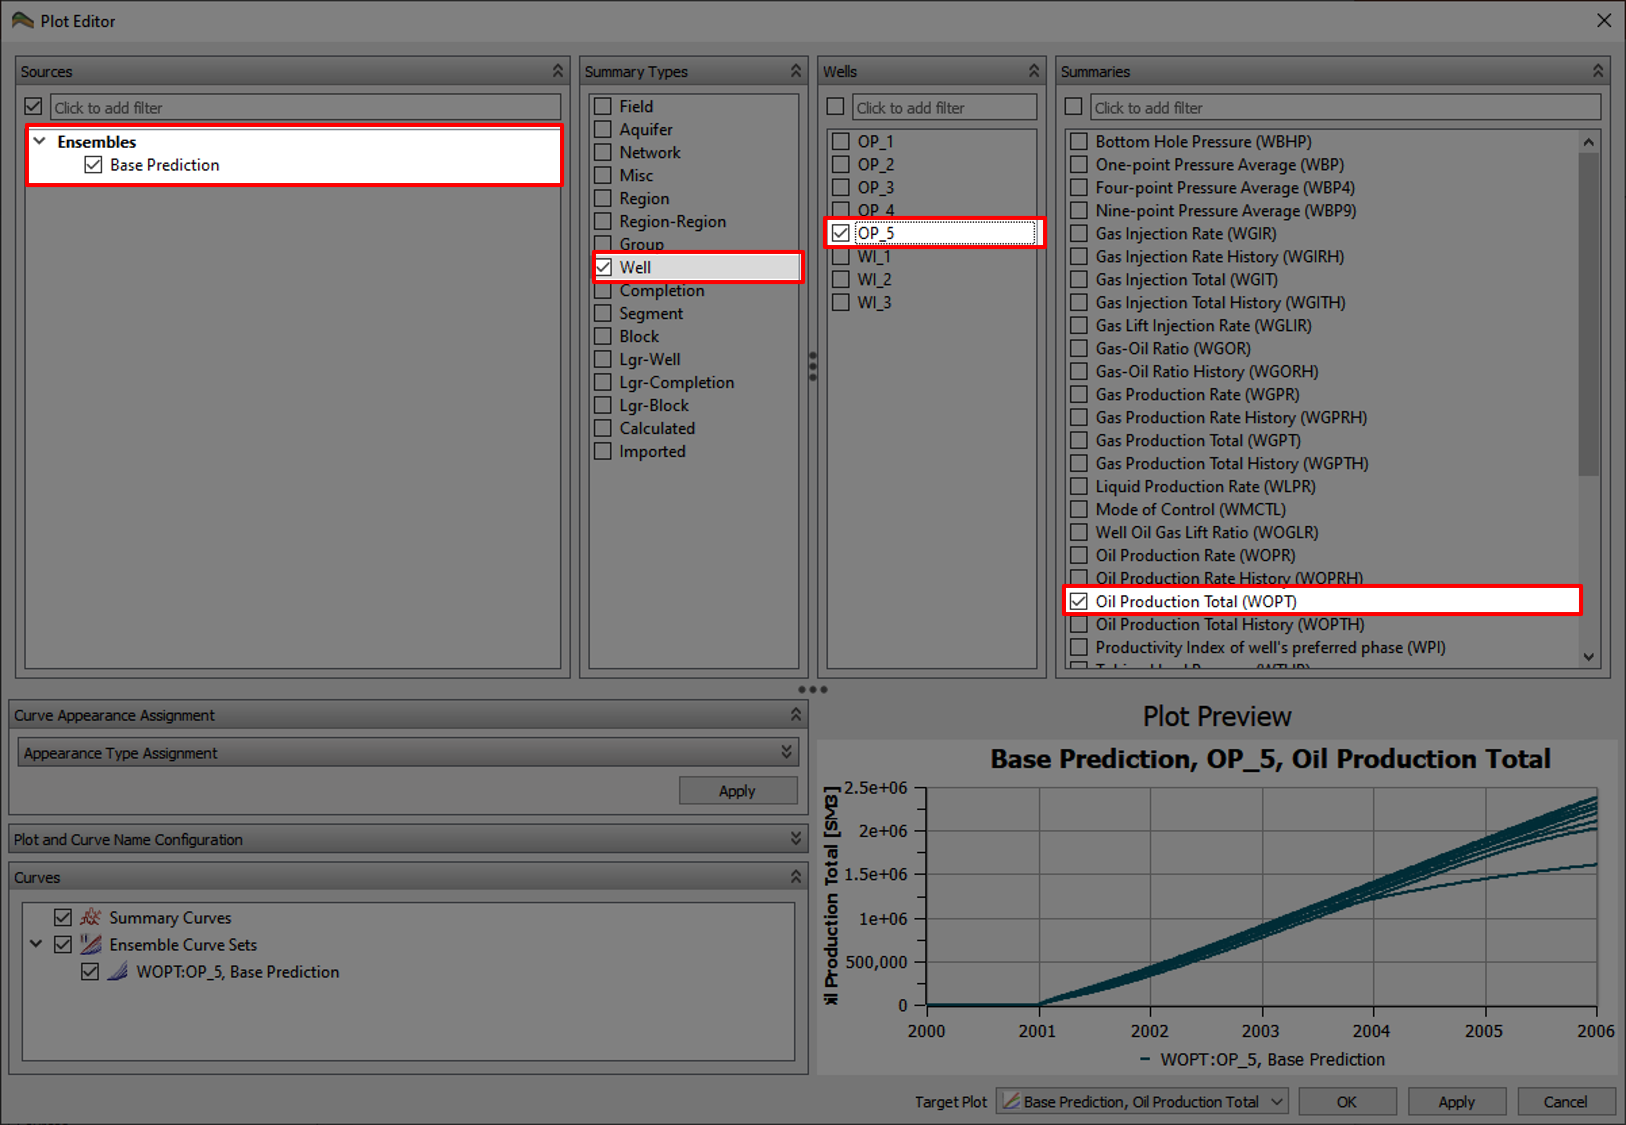 Plot Editor
Sources
Click to add filter
Ensembles
Base Prediction
Summary Types
Field
Aquifer
Network
Misc
Region
Region-Region
Group
Well
Completion
Segment
Block
Lgr-Well
Lgr-Completion
Lgr-Block
Calculated
Imported
Wells
Click to add filter
OP_1
OP_2
OP_3
OP_4
OP_5
WI_1
WI_2
WI_3
Summaries
Click to add filter
Bottom Hole Pressure (WBHP)
One-point Pressure Average (WBP)
Four-point Pressure Average (WBP4)
Nine-point Pressure Average (WBP9)
Gas Injection Rate (WGIR)
Gas Injection Rate History (WGIRH)
Gas Injection Total (WGIT)
Gas Injection Total History (WGITH)
Gas Lift Injection Rate (WGLIR)
Gas-Oil Ratio (WGOR)
Gas-Oil Ratio History (WGORH)
Gas Production Rate (WGPR)
Gas Production Rate History (WGPRH)
Gas Production Total (WGPT)
Gas Production Total History (WGPTH)
Liquid Production Rate (WLPR)
Mode of Control (WMCTL)
Well Oil Gas Lift Ratio (WOGLR)
Oil Production Rate (WOPR)
Oil Production Rate History (WOPRH)
Oil Production Total (WOPT)
Oil Production Total History (WOPTH)
Productivity Index of well's preferred phase (WPI)
Curve Appearance Assignment
Appearance Type Assignment
Apply
Plot and Curve Name Configuration
Curves
Summary Curves
Ensemble Curve Sets
WOPT:OP_5, Base Prediction
Plot Preview
Base Prediction, OP_5, Oil Production Total
Production Total [SM3]
2.5e+06
2e+06
1.5e+06
1e+06
500,000
0
2000 2001 2002 2003 2004 2005 2006
WOPT:OP_5, Base Prediction
Target Plot Base Prediction, Oil Production Total OK Apply Cancel